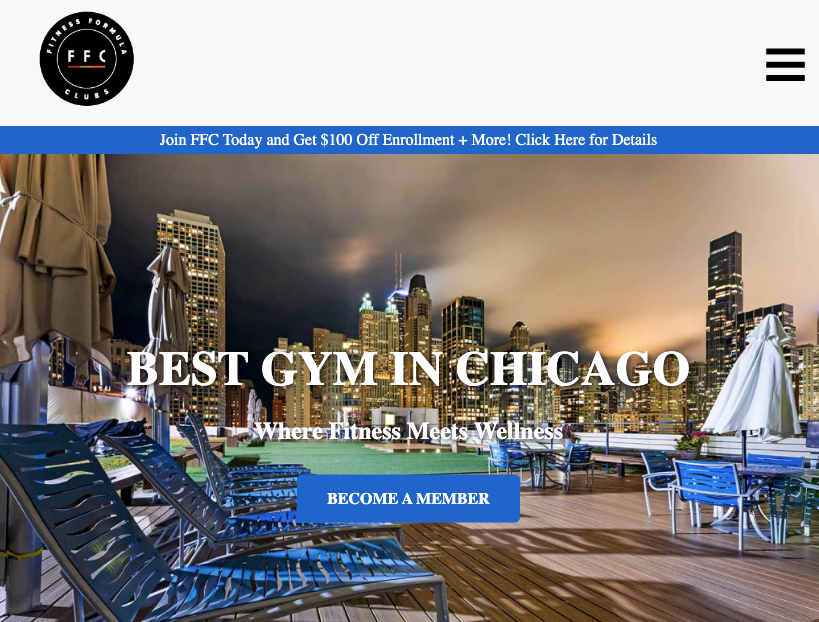 FITNESS FORMULA
FFC
CLUBS
Join FFC Today and Get $100 Off Enrollment + More! Click Here for Details
BEST GYM IN CHICAGO
Where Fitness Meets Wellness
BECOME A MEMBER